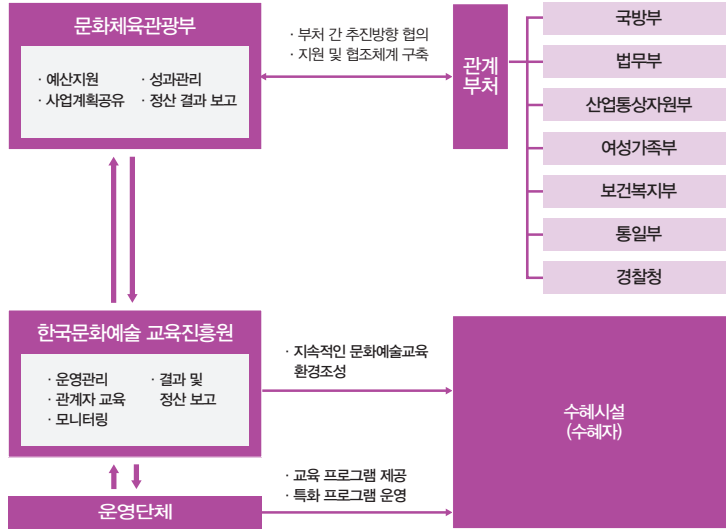 문화체육관광부
· 예산지원
· 사업계획공유
· 성과관리
· 정산 결과 보고
· 부처 간 추진방향 협의
· 지원 및 협조체계 구축
관계
부처
국방부
법무부
산업통상자원부
여성가족부
보건복지부
통일부
경찰청
한국문화예술 교육진흥원
· 운영관리
· 관계자 교육
· 모니터링
· 결과 및
정산 보고
· 지속적인 문화예술교육
환경조성
수혜시설
(수혜자)
· 교육 프로그램 제공
· 특화 프로그램 운영
운영단체